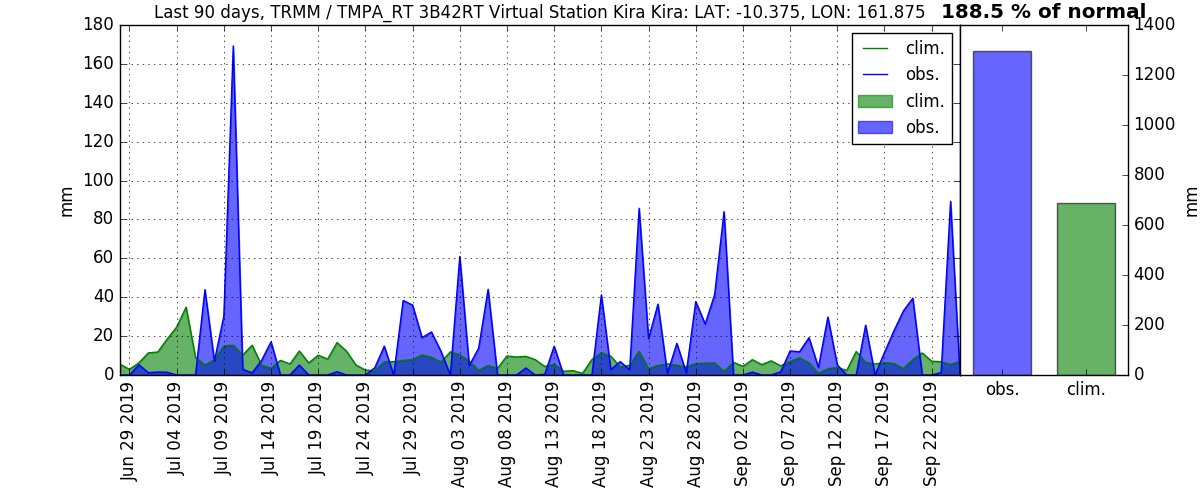 Last 90 days, TRMM / TMPA_RT 3B42RT Virtual Station Kira Kira: LAT: -10.375, LON: 161.875 188.5 % of normal
180
160
140
120
100
80
60
40
20
0
mm
clim.
obs.
clim.
obs.
1400
1200
1000
800
600
400
200
0
mm
Jun 29 2019
Jul 04 2019
Jul 09 2019
Jul 14 2019
Jul 19 2019
Jul 24 2019
Jul 29 2019
Aug 03 2019
Aug 08 2019
Aug 13 2019
Aug 18 2019
Aug 23 2019
Aug 28 2019
Sep 02 2019
Sep 07 2019
Sep 12 2019
Sep 17 2019
Sep 22 2019
obs.
clim.